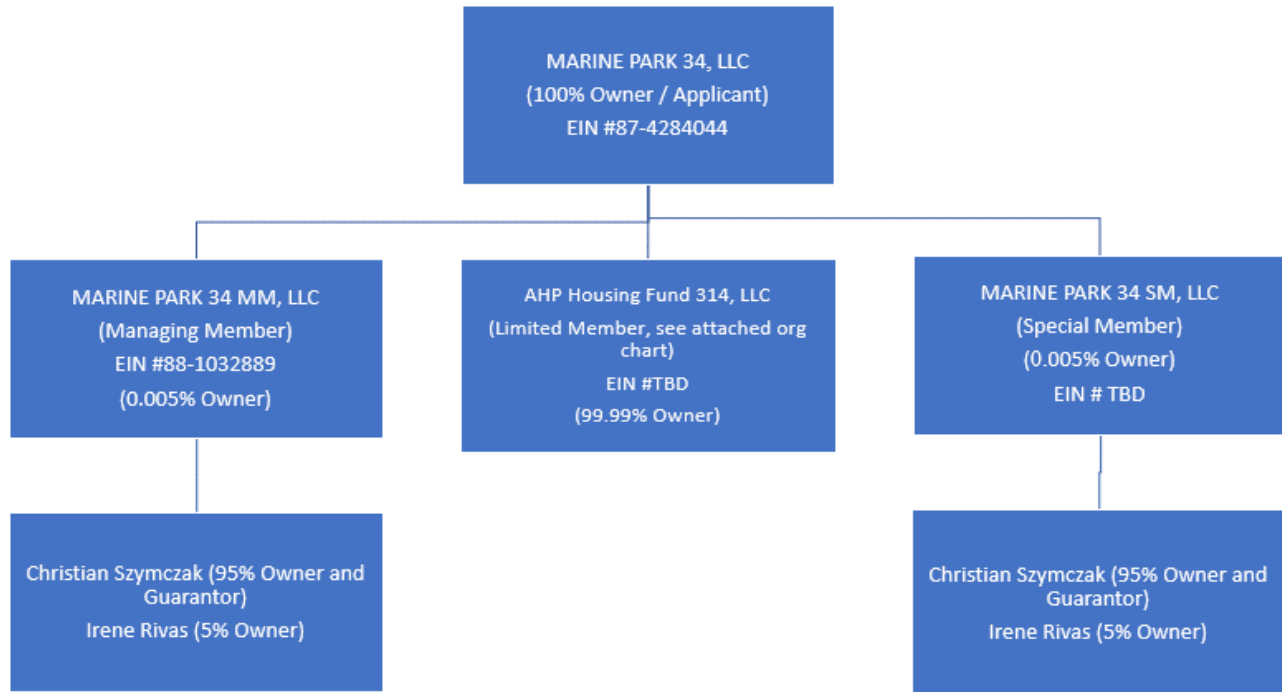 MARINE PARK 34, LLC
(100% Owner / Applicant)
EIN #87-4284044
MARINE PARK 34 MM, LLC
(Managing Member)
EIN #88-1032889
(0.005% Owner)
AHP Housing Fund 314, LLC
(Limited Member, see attached org
chart)
EIN #TBD
(99.99% Owner)
MARINE PARK 34 SM, LLC
(Special Member)
(0.005% Owner)
EIN # TBD
Christian Szymczak (95% Owner and
Guarantor)
Irene Rivas (5% Owner)
Christian Szymczak (95% Owner and
Guarantor)
Irene Rivas (5% Owner)